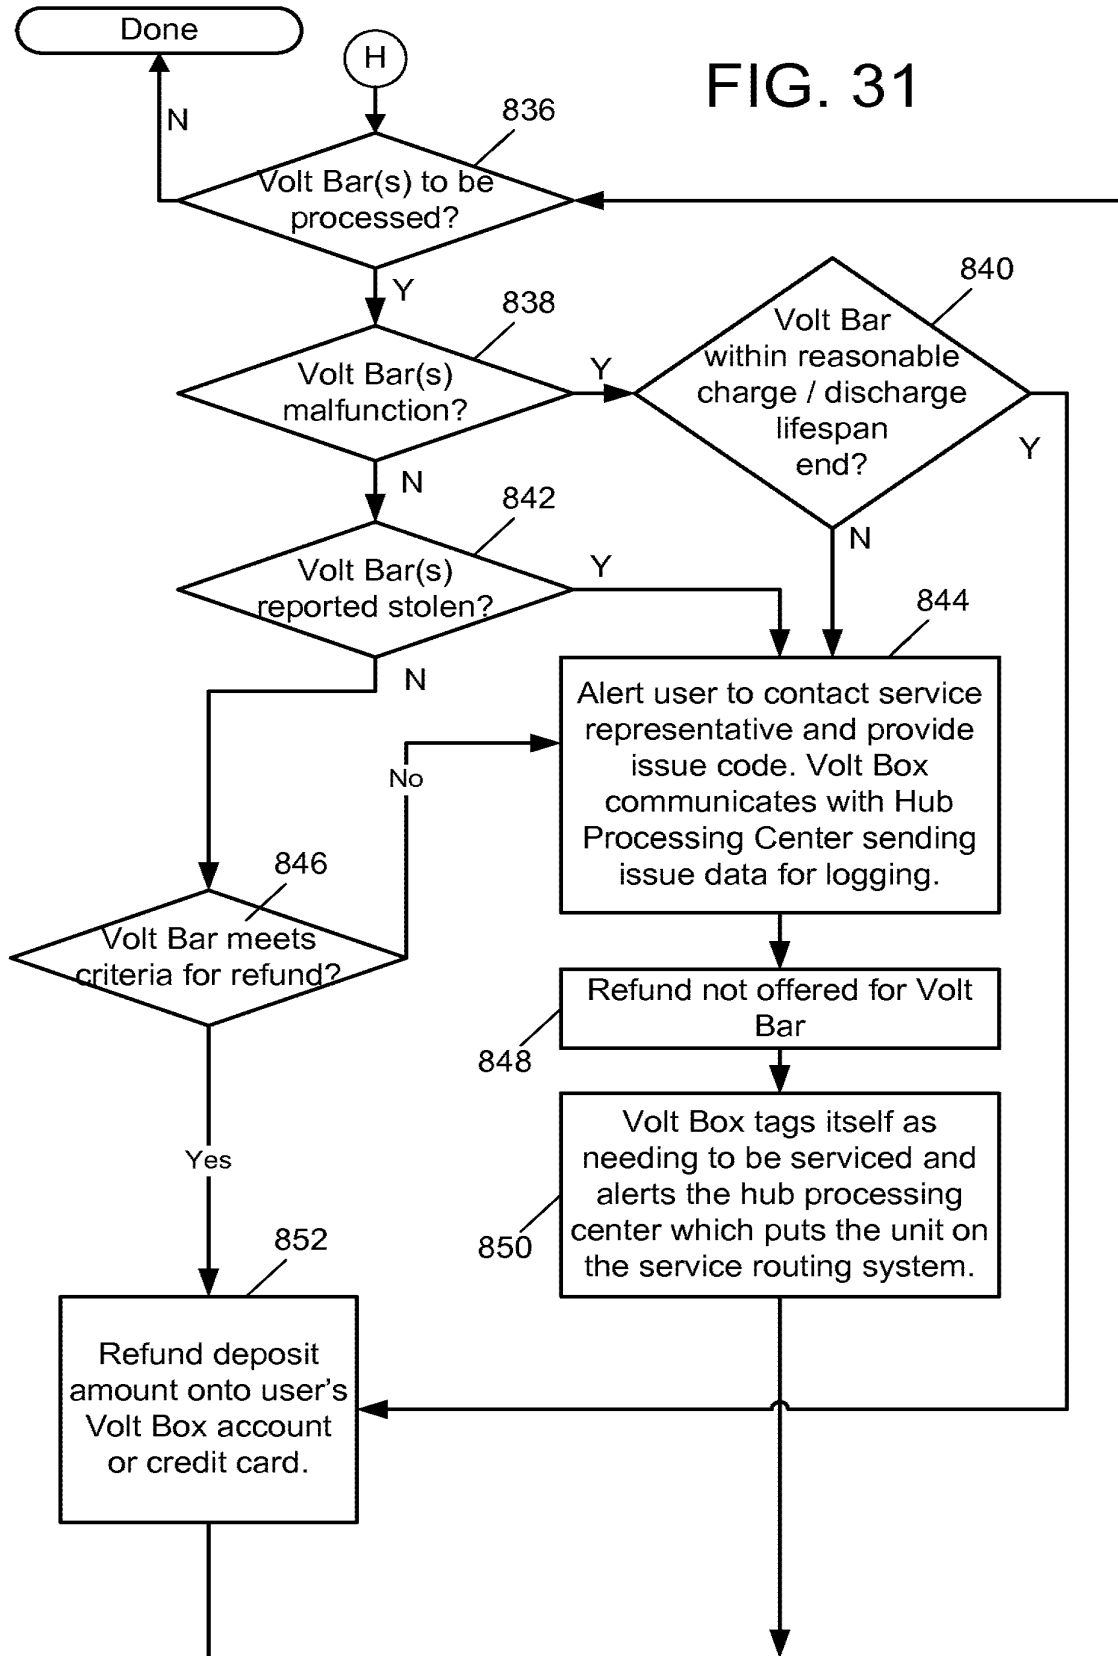 Done
H
FIG. 31
N
836
Volt Bar(s) to be
processed?
Y
838
840
Volt Bar(s)
malfunction?
Y
Volt Bar
within reasonable
charge / discharge
lifespan
end?
Y
N
842
N
Volt Bar(s)
reported stolen?
Y
844
N
Alert user to contact service
representative and provide
issue code. Volt Box
communicates with Hub
Processing Center sending
issue data for logging.
No
846
Volt Bar meets
criteria for refund?
Refund not offered for Volt
Bar
848
Volt Box tags itself as
needing to be serviced and
alerts the hub processing
center which puts the unit on
the service routing system.
850
Yes
852
Refund deposit
amount onto user's
Volt Box account
or credit card.